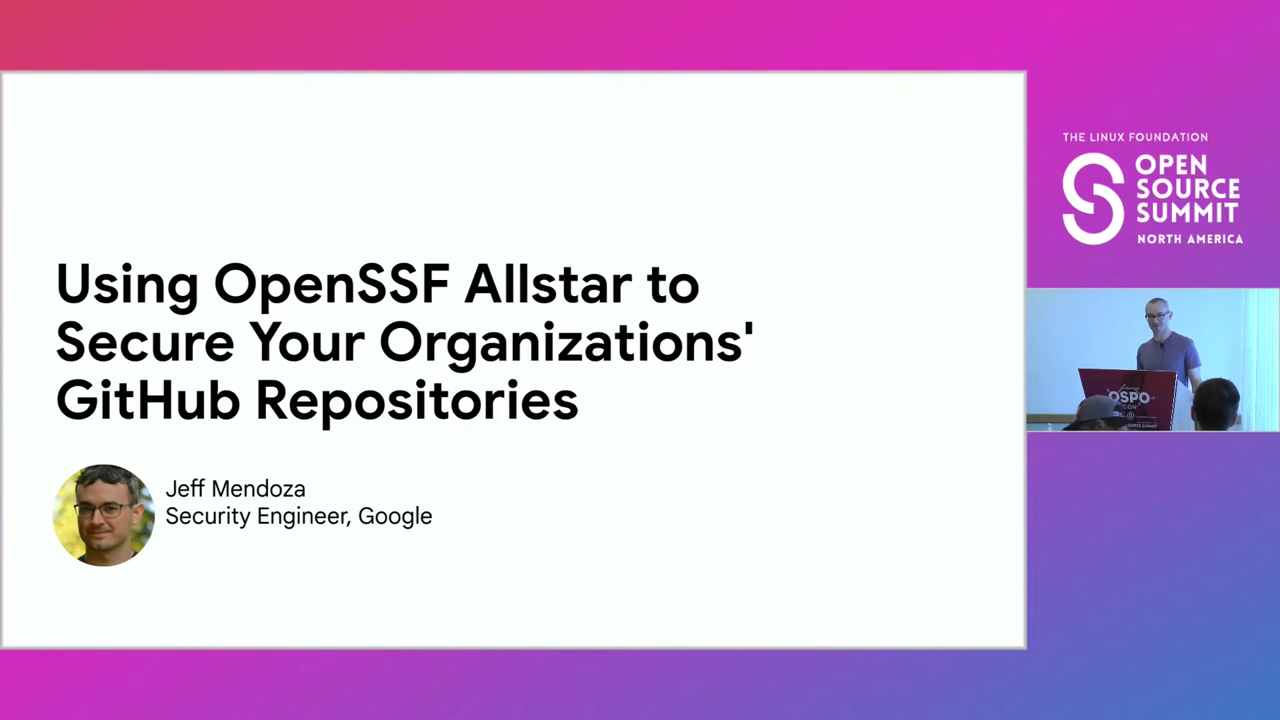 Using OpenSSF Allstar to
Secure Your Organizations'
GitHub Repositories
Jeff Mendoza
Security Engineer, Google
THE LINUX FOUNDATION
OPEN
SOURCE
SUMMIT
NORTH AMERICA
OSPO
CON